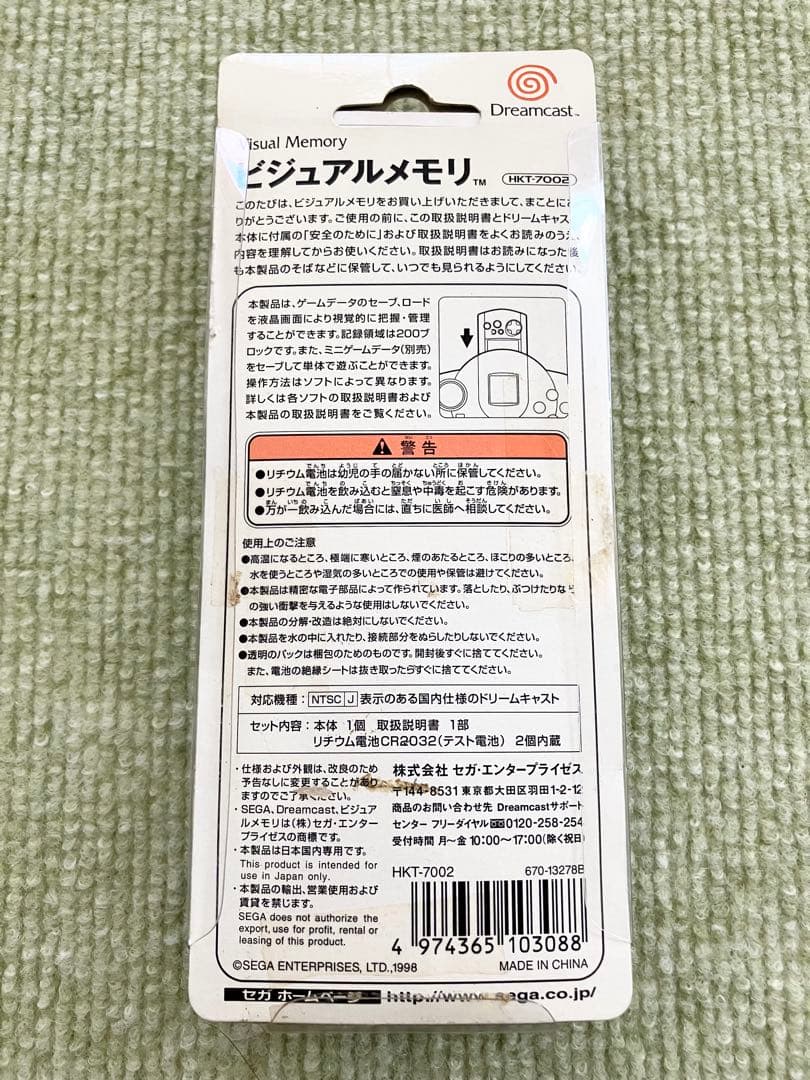 Dreamcast™
isual Memory
ビジュアルメモリ™ HKT-7002
このたびは、ビジュアルメモリをお買い上げいただきまして、まことにあ
りがとうございます。ご使用の前に、この取扱説明書とドリームキャスト
本体に付属の「安全のために」および取扱説明書をよくお読みのうえ、
内容を理解してからお使いください。取扱説明書はお読みになった後
も本製品のそばなどに保管して、いつでも見られるようにしてください。
本製品は、ゲームデータのセーブ、ロード
を液晶画面により視覚的に把握・管理
することができます。記録領域は200ブ
ロックです。また、ミニゲームデータ(別売)
をセーブして単体で遊ぶことができます。
操作方法はソフトによって異なります。
詳しくは各ソフトの取扱説明書および
本製品の取扱説明書をご覧ください。
警告
●リチウム電池は幼児の手の届かない所に保管してください。
●リチウム電池を飲み込むと窒息や中毒を起こす危険があります。
●万が一飲み込んだ場合には、直ちに医師へ相談してください。
使用上のご注意
●高温になるところ、極端に寒いところ、煙のあたるところ、ほこりの多いところ、
水を使うところや湿気の多いところでの使用や保管は避けてください。
●本製品は精密な電子部品によって作られています。落としたり、ぶつけたりなど
の強い衝撃を与えるような使用はしないでください。
●本製品の分解・改造は絶対にしないでください。
●本製品を水の中に入れたり、接続部分をぬらしたりしないでください。
●透明のパックは梱包のためのものです。開封後すぐに捨ててください。
また、電池の絶縁シートは抜き取ったらすぐに捨ててください。
対応機種: NTSC J 表示のある国内仕様のドリームキャスト
セット内容:本体 1個 取扱説明書 1部
リチウム電池CR2032(テスト電池) 2個内蔵
・仕様および外観は、改良のため
予告なしに変更することがあり
ますのでご了承ください。
・SEGA、Dreamcast、ビジュア
ルメモリは(株)セガ・エンター
プライゼスの商標です。
・本製品は日本国内専用です。
This product is intended for
use in Japan only.
・本製品の輸出、営業使用および
賃貸を禁じます。
SEGA does not authorize the
export, use for profit, rental or
leasing of this product.
株式会社 セガ・エンタープライゼス
〒144-8531 東京都大田区羽田1-2-12
商品のお問い合わせ先 Dreamcastサポート
センター フリーダイヤル 0120-258-254
受付時間 月〜金 10:00〜17:00(除く祝日)
HKT-7002 670-13278B
4 974365 103088
©SEGA ENTERPRISES, LTD.,1998 MADE IN CHINA
セガ ホームページ http://www.sega.co.jp/